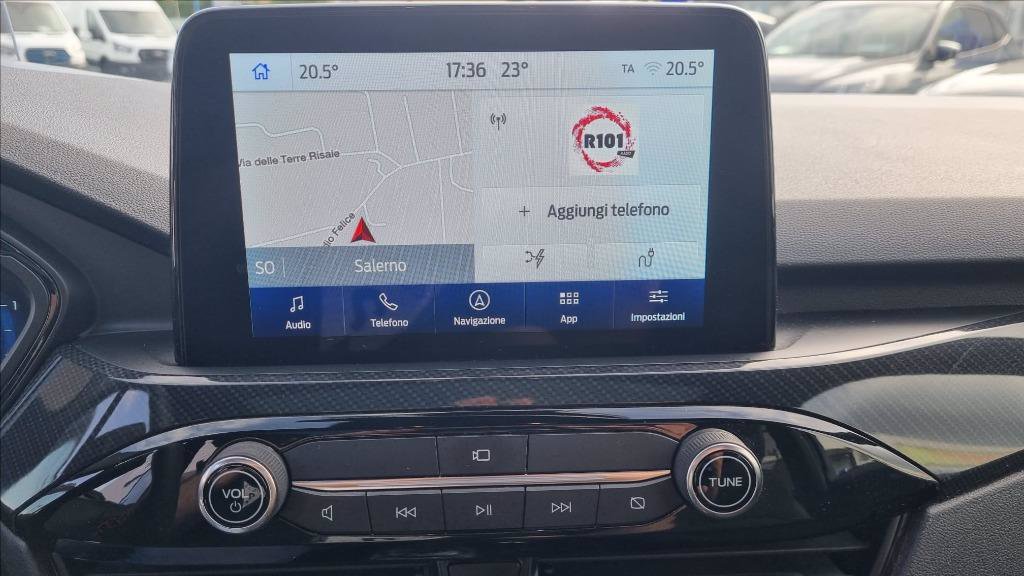 20.5° 17:36 23° TA 20.5°
Via delle Terre Risaie
R101
+ Aggiungi telefono
SO Salerno
Audio Telefono Navigazione App Impostazioni
VOL TUNE